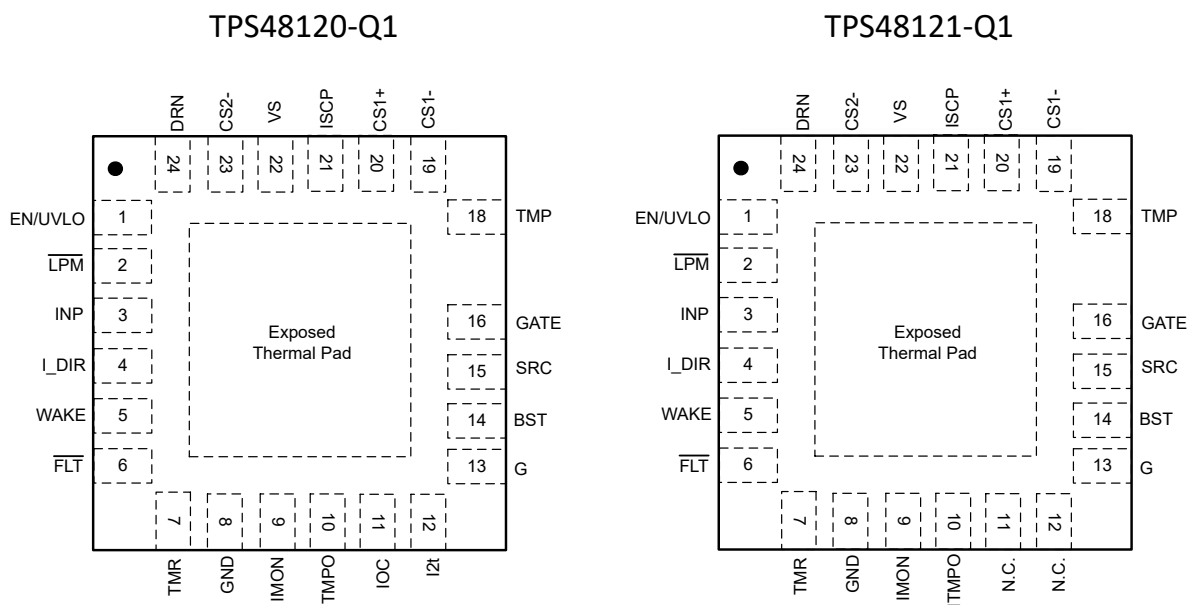 TPS48120-Q1
DRN
CS2-
VS
ISCP
CS1+
CS1-
24
23
22
21
20
19
EN/UVLO 1
LPM 2
INP 3
I_DIR 4
WAKE 5
FLT 6
18 TMP
16 GATE
15 SRC
14 BST
13 G
Exposed
Thermal Pad
7
8
9
10
11
12
TMR
GND
IMON
TMPO
IOC
I2t
TPS48121-Q1
DRN
CS2-
VS
ISCP
CS1+
CS1-
24
23
22
21
20
19
EN/UVLO 1
LPM 2
INP 3
I_DIR 4
WAKE 5
FLT 6
18 TMP
16 GATE
15 SRC
14 BST
13 G
Exposed
Thermal Pad
7
8
9
10
11
12
TMR
GND
IMON
ITMPO
N.C.
N.C.